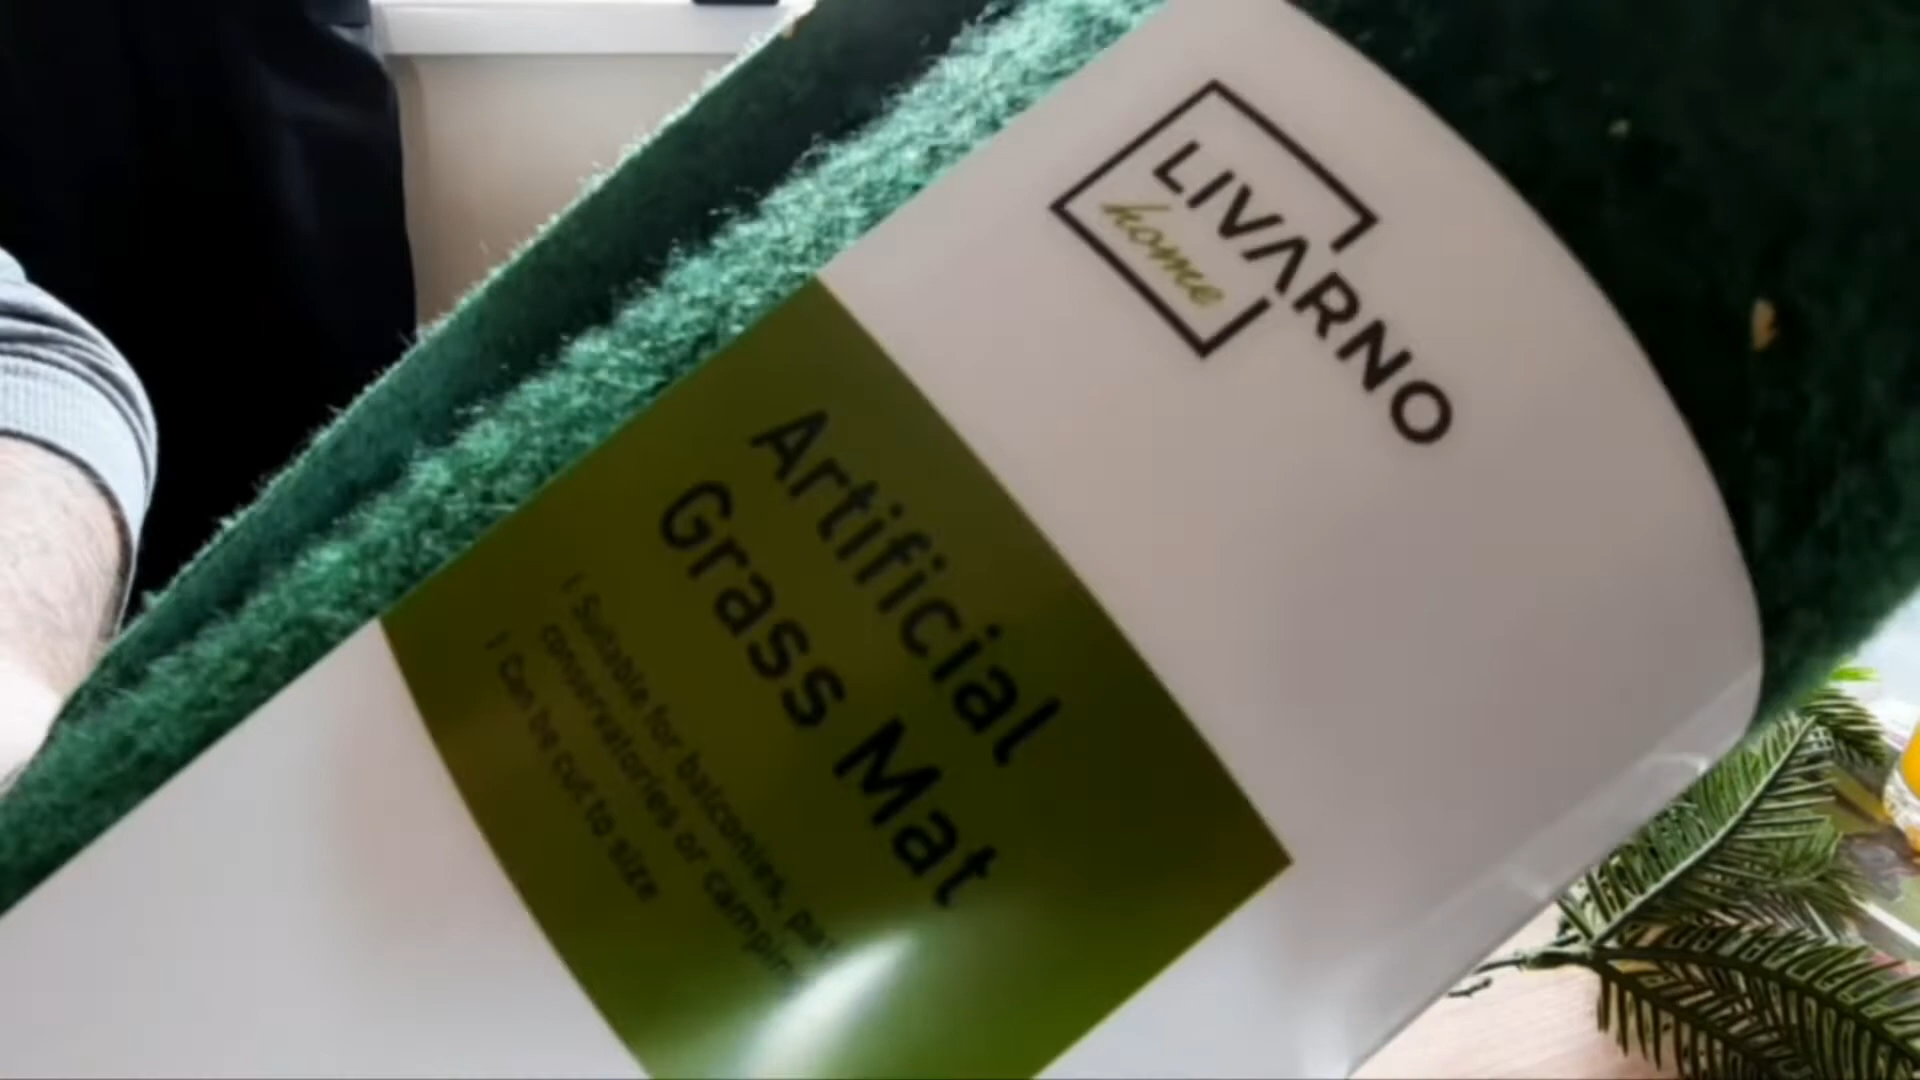 LIVARNO
home
Artificial
Grass Mat
| Suitable for balconies,
conservatories or
| Can be cut to size